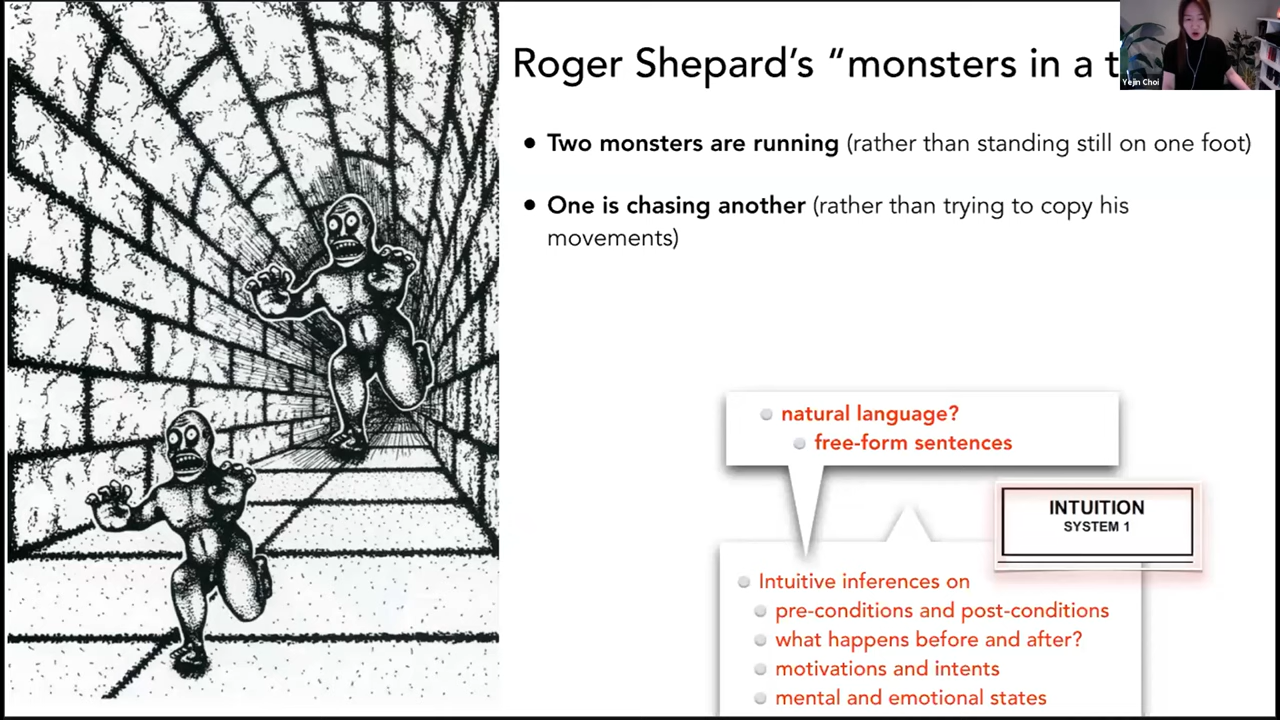 Roger Shepard's “monsters in a t
Yejin Choi
● Two monsters are running (rather than standing still on one foot)
● One is chasing another (rather than trying to copy his
movements)
natural language?
free-form sentences
INTUITION
SYSTEM 1
Intuitive inferences on
pre-conditions and post-conditions
what happens before and after?
motivations and intents
mental and emotional states